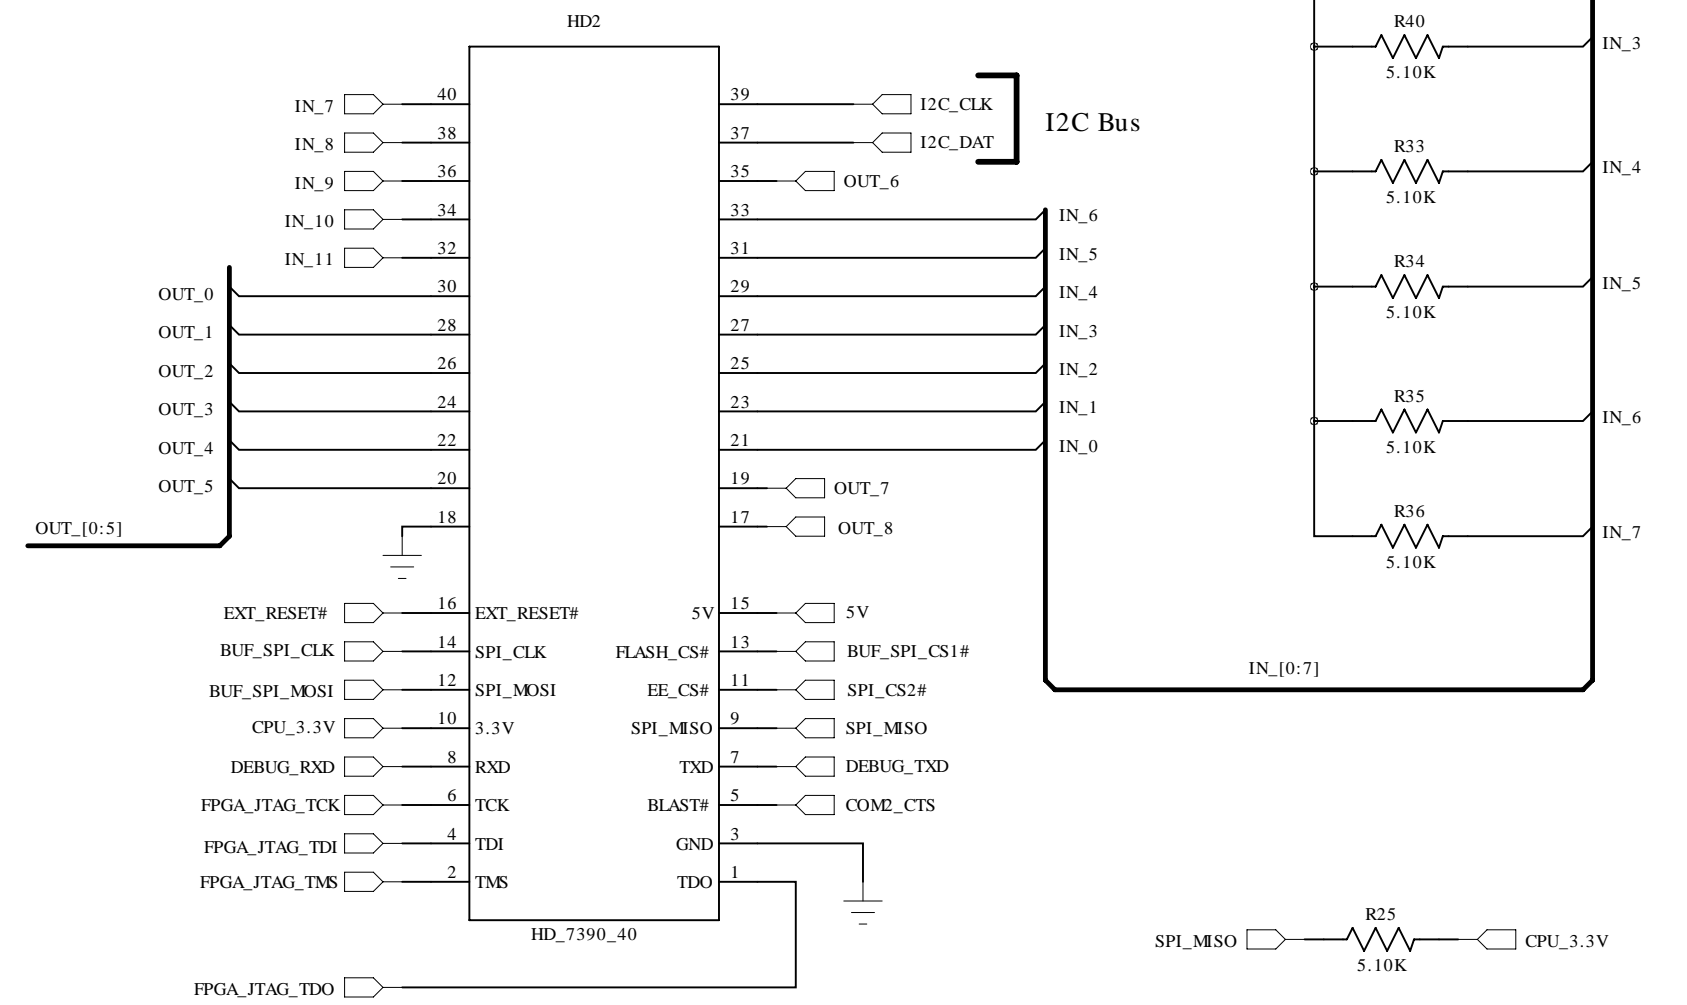 HD2
R40
IN_3
5.10K
40
39
IN_7
I2C_CLK
I2C Bus
38
37
IN_8
I2C_DAT
R33
IN_4
5.10K
36
35
IN_9
OUT_6
34
33
IN_10
IN_6
32
31
IN_11
IN_5
R34
IN_5
5.10K
30
29
OUT_0
IN_4
28
27
OUT_1
IN_3
26
25
OUT_2
IN_2
24
23
OUT_3
IN_1
R35
IN_6
5.10K
22
21
OUT_4
IN_0
20
19
OUT_5
OUT_7
18
17
OUT_[0:5]
OUT_8
R36
IN_7
5.10K
EXT_RESET#
16
EXT_RESET#
5V
15
5V
BUF_SPI_CLK
14
SPI_CLK
FLASH_CS#
13
BUF_SPI_CS1#
IN_[0:7]
BUF_SPI_MOSI
12
SPI_MOSI
EE_CS#
11
SPI_CS2#
CPU_3.3V
10
3.3V
SPI_MISO
9
SPI_MISO
DEBUG_RXD
8
RXD
TXD
7
DEBUG_TXD
FPGA_JTAG_TCK
6
TCK
BLAST#
5
COM2_CTS
FPGA_JTAG_TDI
4
TDI
GND
3
FPGA_JTAG_TMS
2
TMS
TDO
1
HD_7390_40
R25
SPI_MISO
CPU_3.3V
5.10K
FPGA_JTAG_TDO